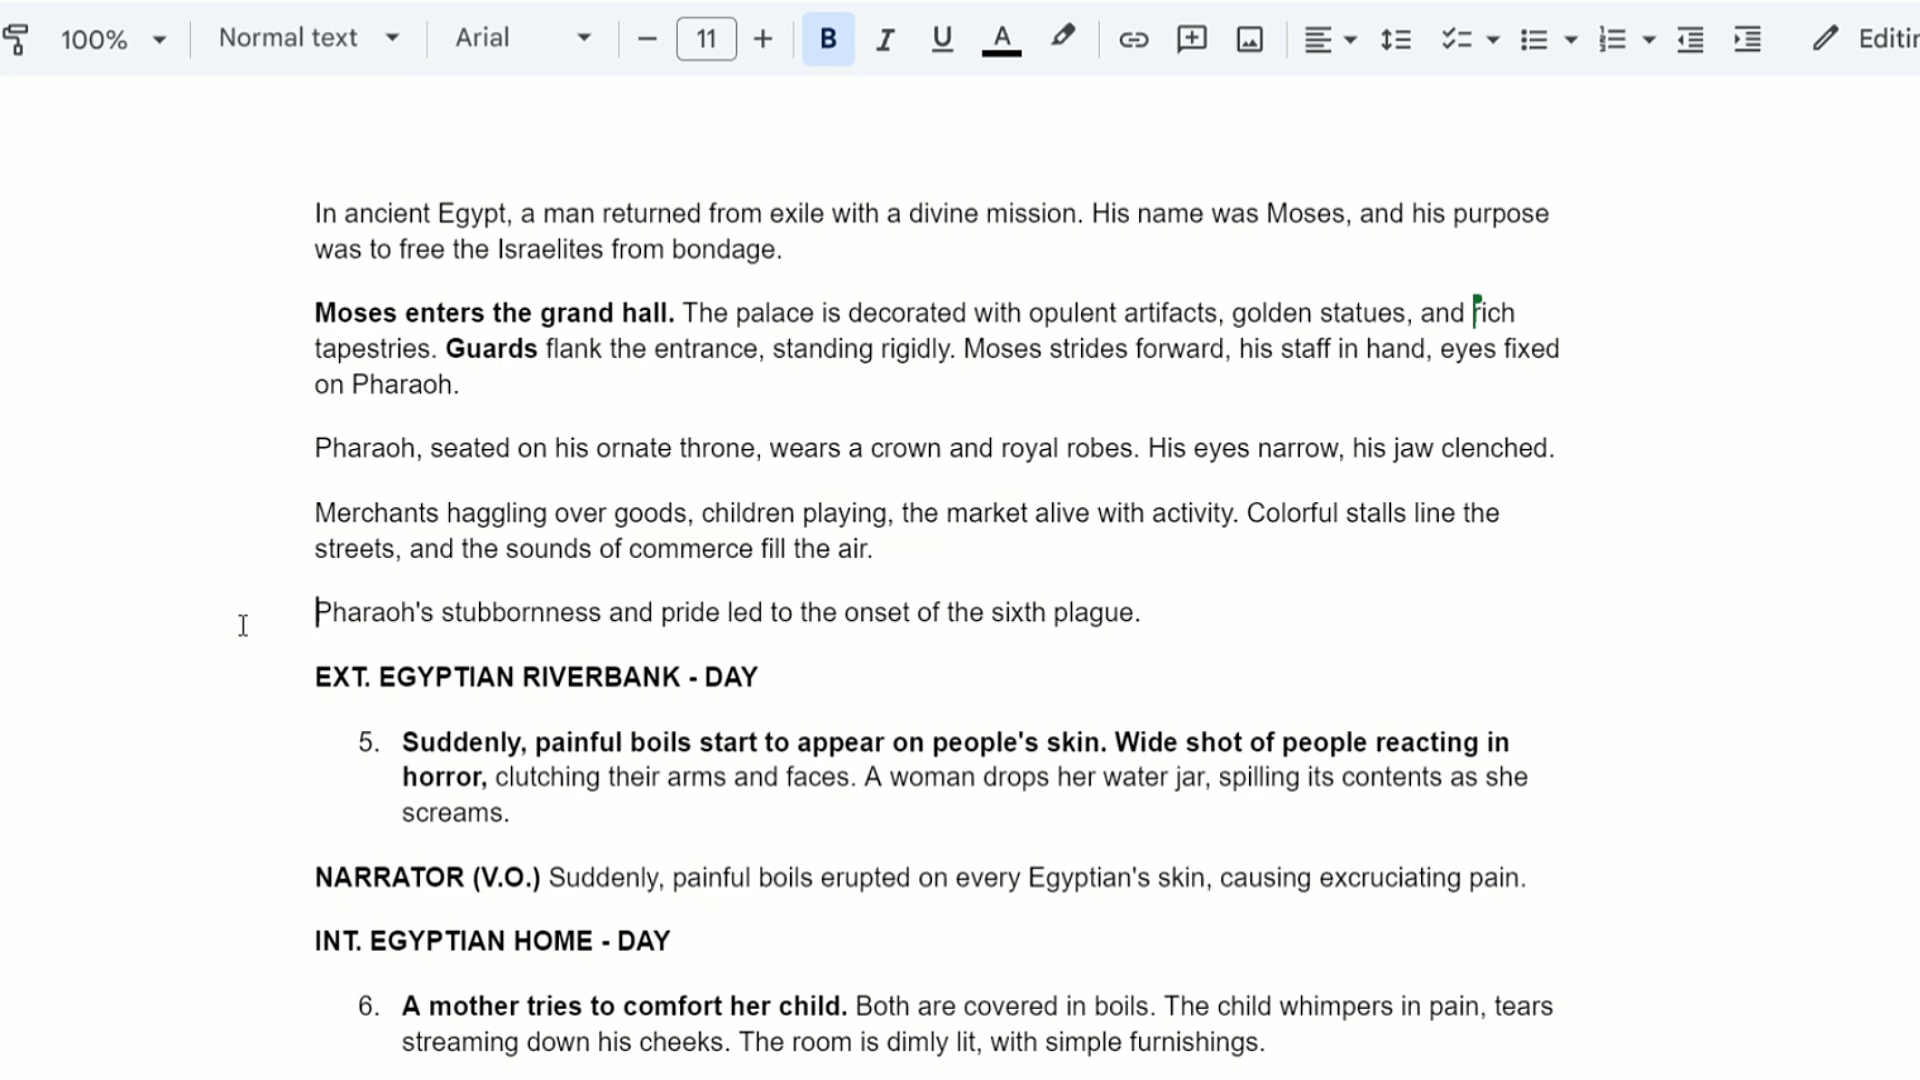 100% Normal text Arial 11 B I U A Editin
In ancient Egypt, a man returned from exile with a divine mission. His name was Moses, and his purpose
was to free the Israelites from bondage.
Moses enters the grand hall. The palace is decorated with opulent artifacts, golden statues, and rich
tapestries. Guards flank the entrance, standing rigidly. Moses strides forward, his staff in hand, eyes fixed
on Pharaoh.
Pharaoh, seated on his ornate throne, wears a crown and royal robes. His eyes narrow, his jaw clenched.
Merchants haggling over goods, children playing, the market alive with activity. Colorful stalls line the
streets, and the sounds of commerce fill the air.
Pharaoh's stubbornness and pride led to the onset of the sixth plague.
EXT. EGYPTIAN RIVERBANK - DAY
5. Suddenly, painful boils start to appear on people's skin. Wide shot of people reacting in
horror, clutching their arms and faces. A woman drops her water jar, spilling its contents as she
screams.
NARRATOR (V.O.) Suddenly, painful boils erupted on every Egyptian's skin, causing excruciating pain.
INT. EGYPTIAN HOME - DAY
6. A mother tries to comfort her child. Both are covered in boils. The child whimpers in pain, tears
streaming down his cheeks. The room is dimly lit, with simple furnishings.